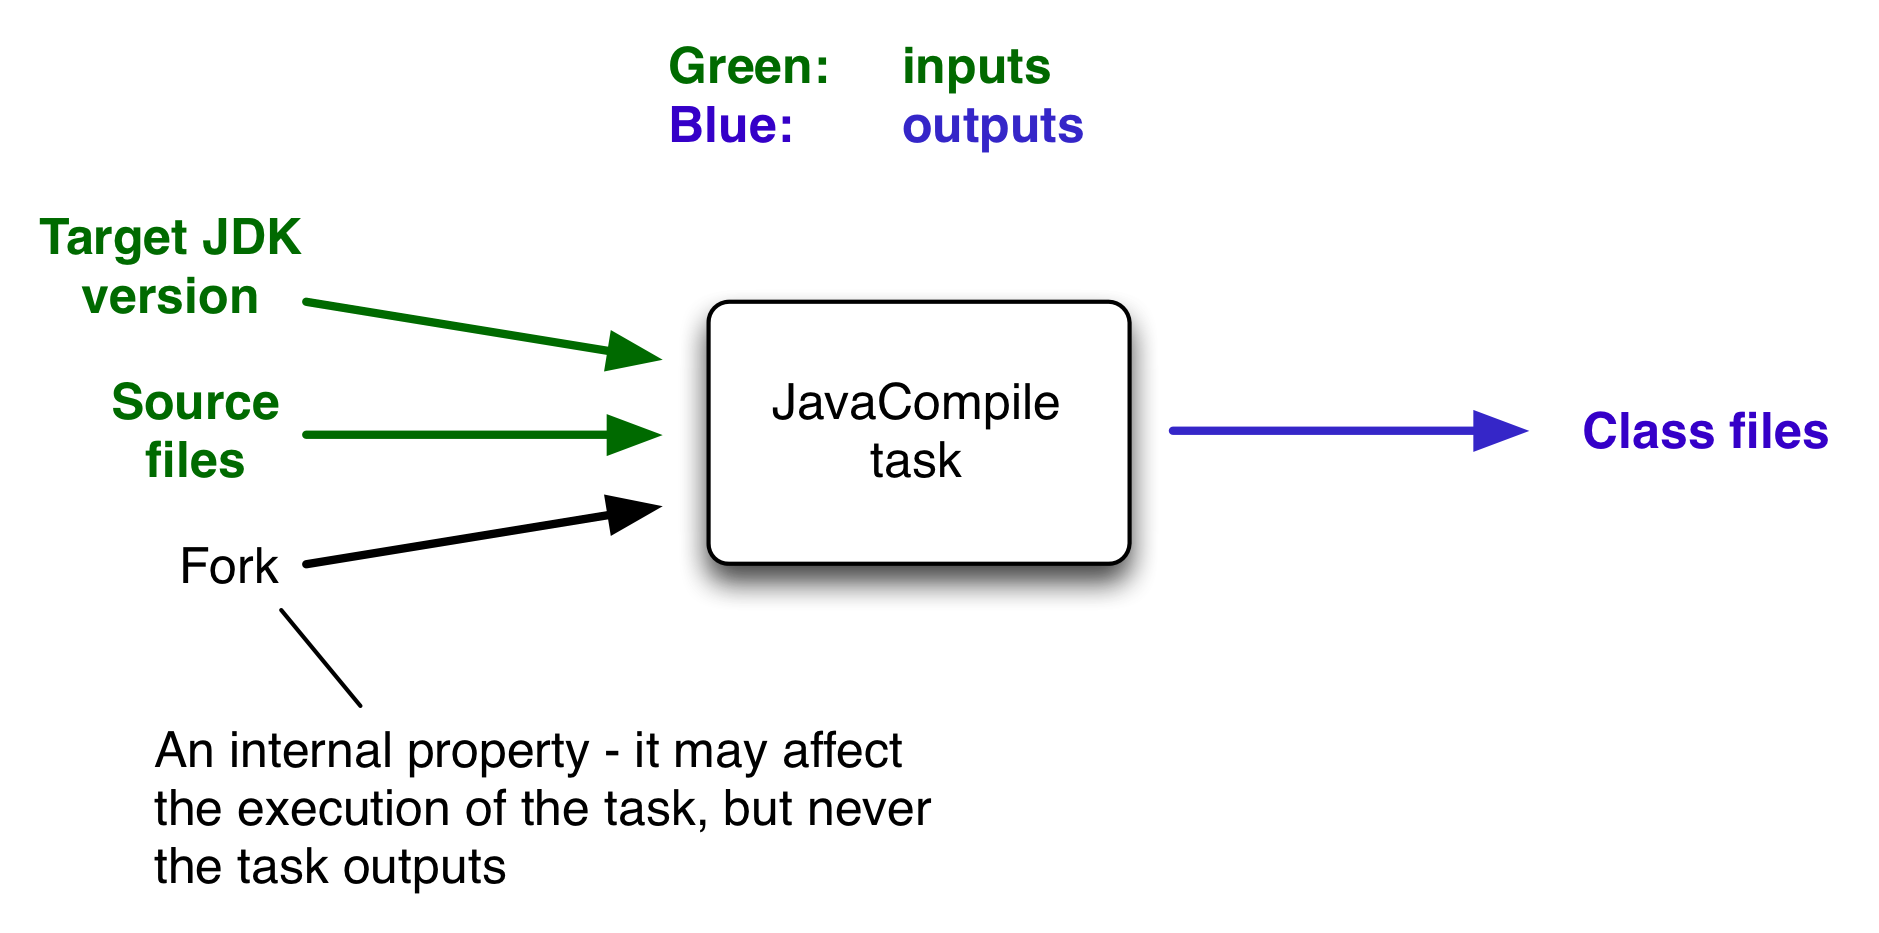 Green: inputs
Blue: outputs
Target JDK
version
Source
files
Fork
JavaCompile
task
Class files
An internal property - it may affect
the execution of the task, but never
the task outputs